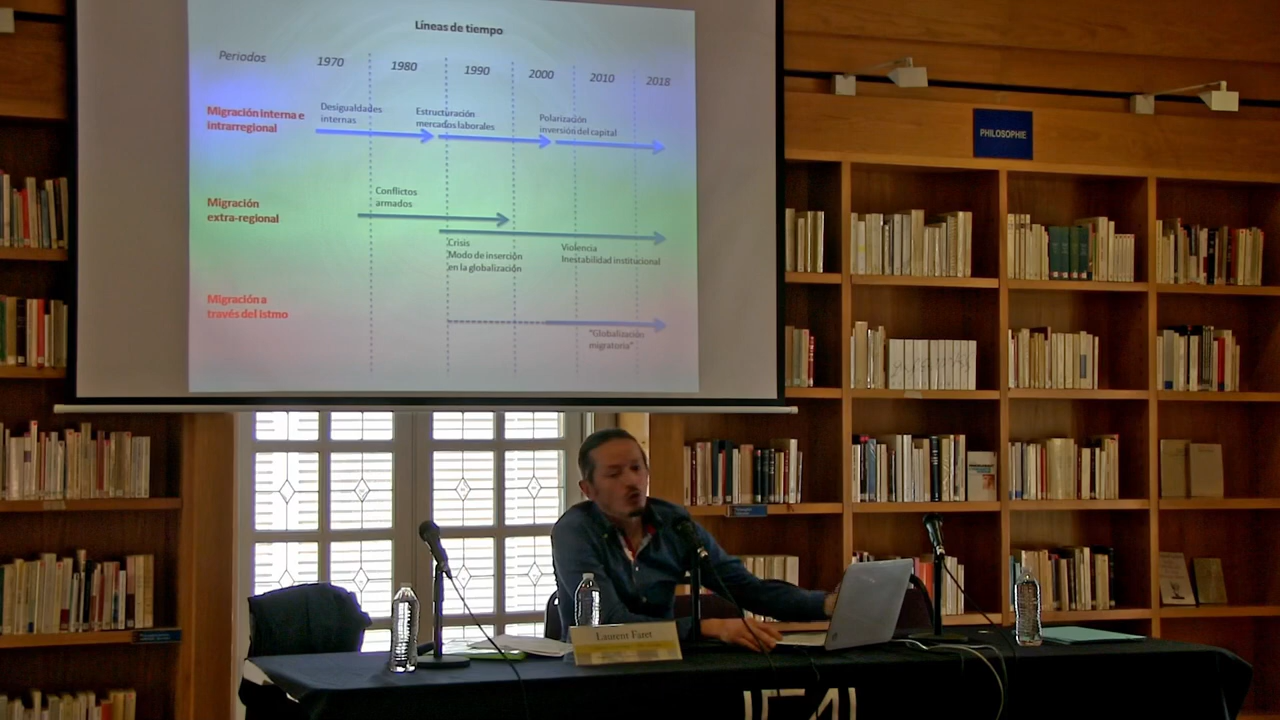 Líneas de tiempo
Periodos
1970
1980
1990
2000
2010
2018
Migración interna e
intrarregional
Desigualdades
internas
Estructuración
mercados laborales
Polarización
inversión del capital
Migración
extra-regional
Conflictos
armados
Crisis
Modo de inserción
en la globalización
Violencia
Inestabilidad institucional
Migración a
través del Istmo
"Globalización
migratoria"
PHILOSOPHIE
Laurent Faret